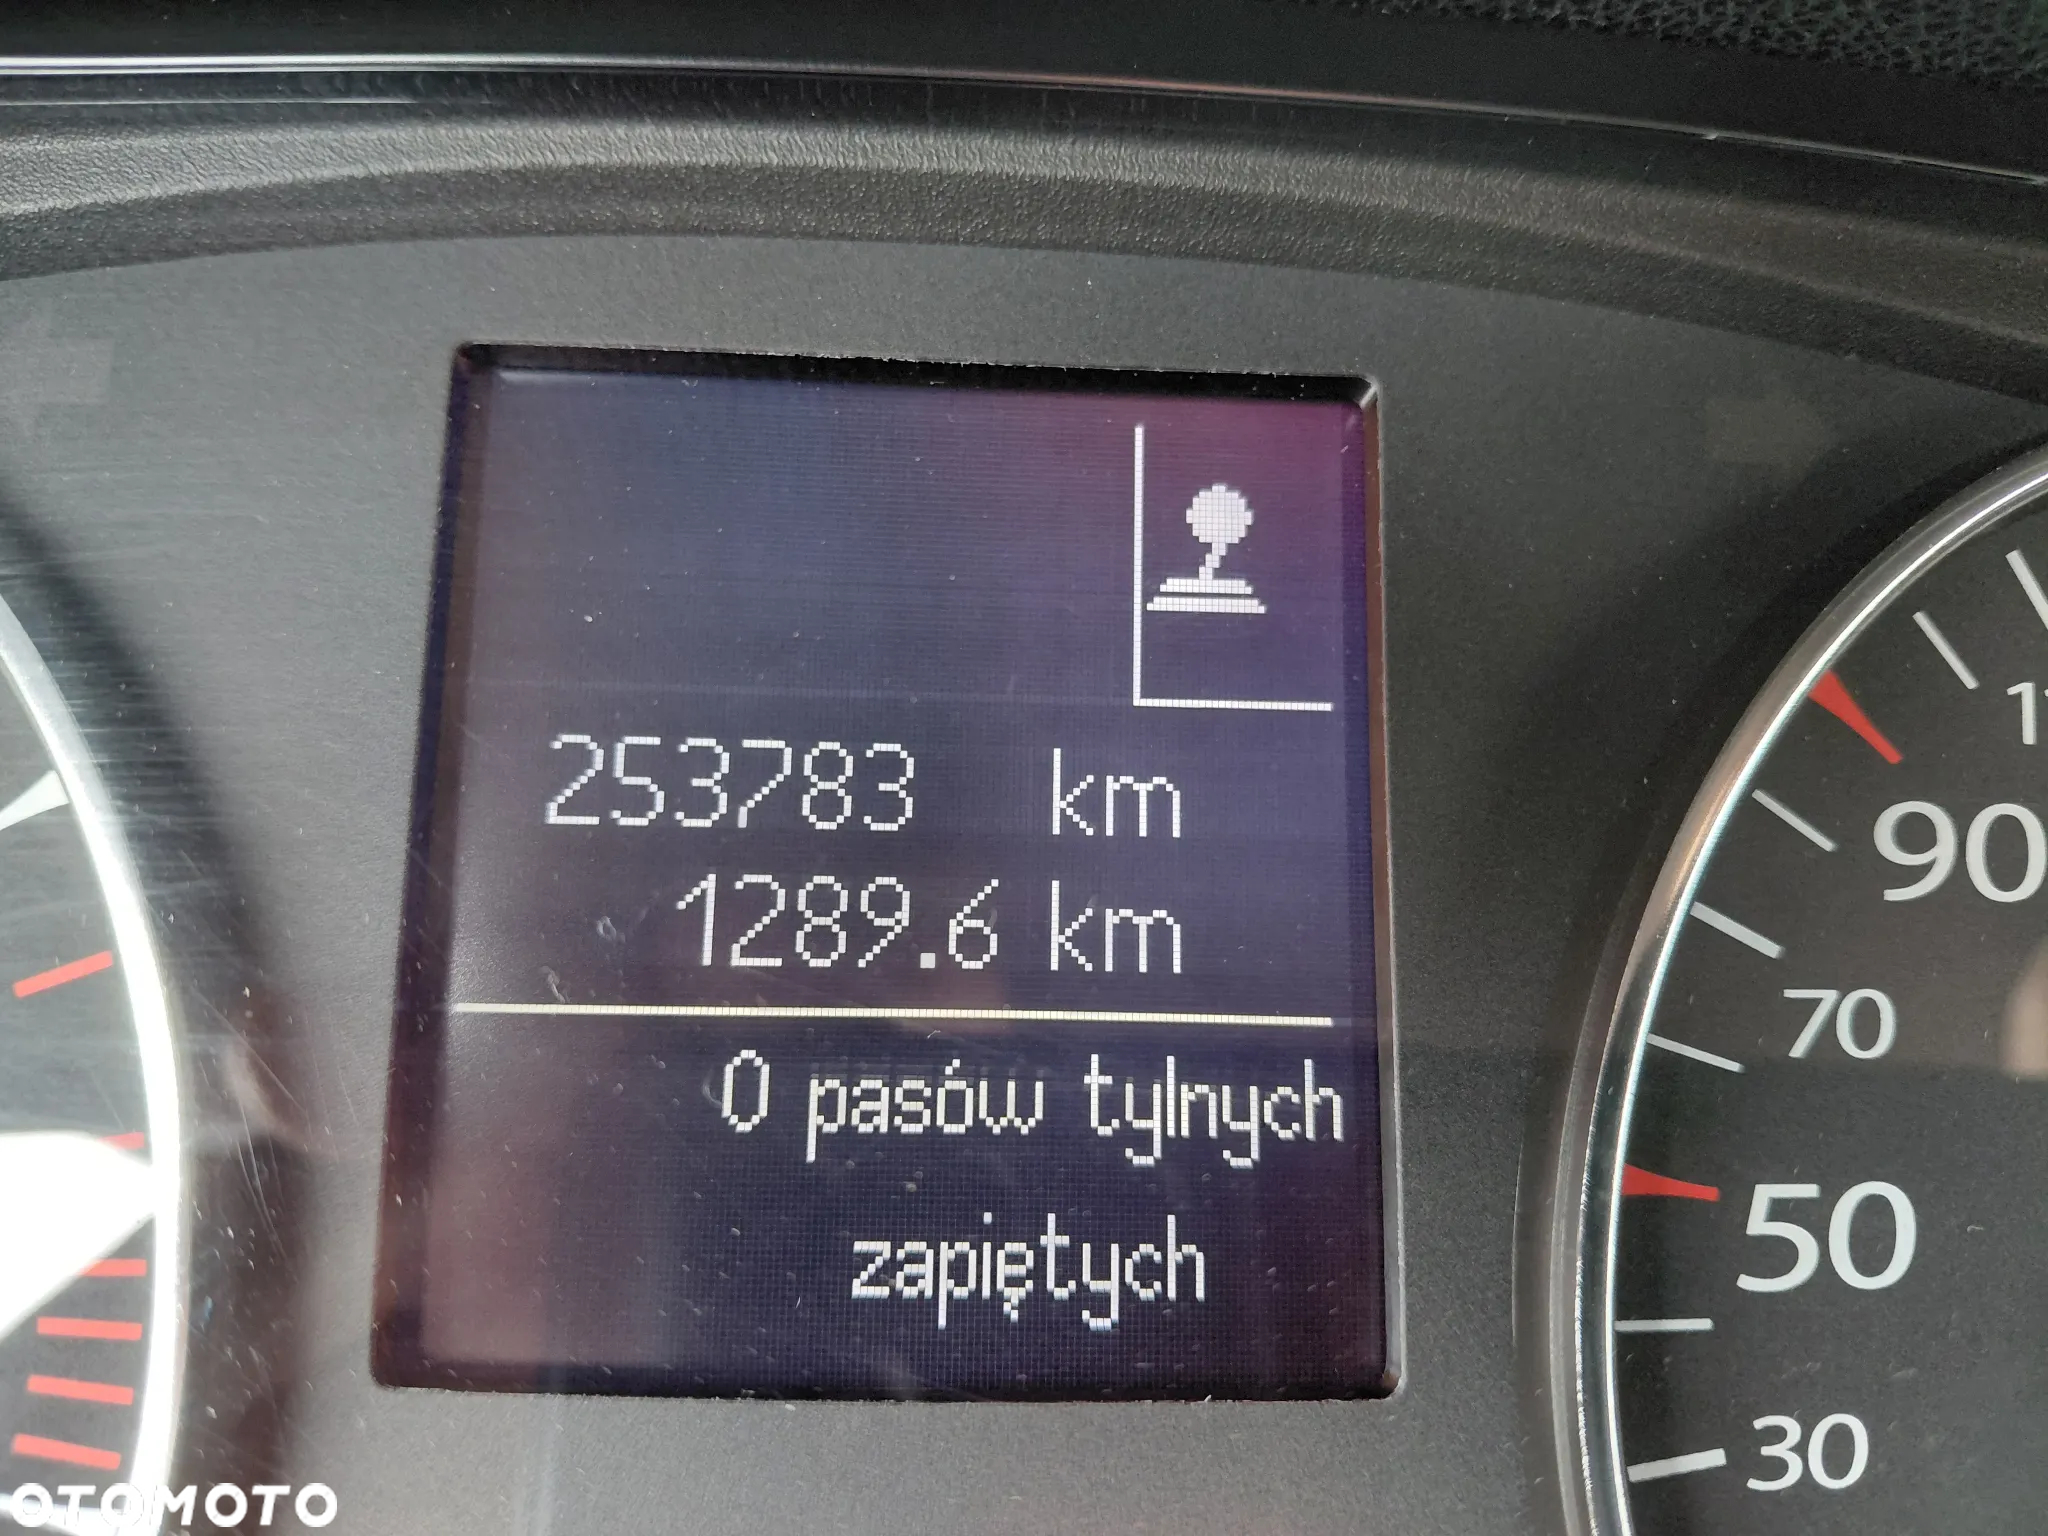 253783 km
1289.6 km
0 pasów tylnych
zapiętych
90
70
50
30
OTOMOTO